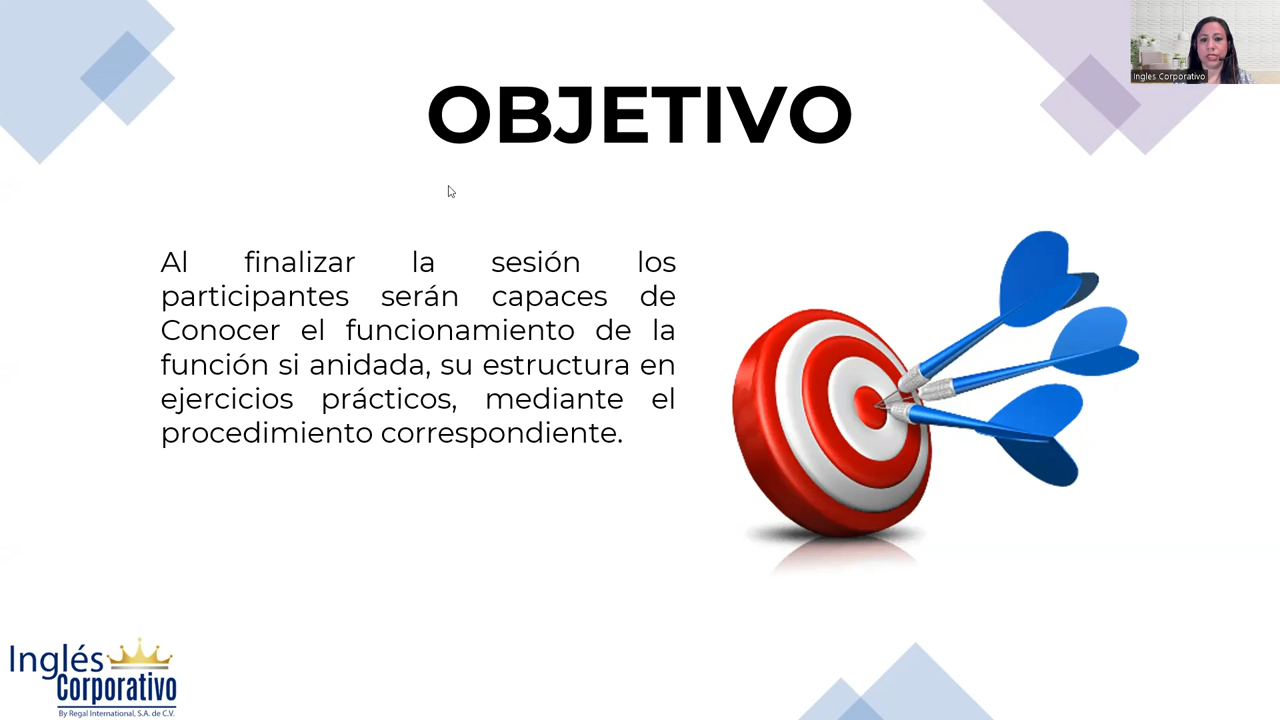 Ingles Corporativo
OBJETIVO
Al finalizar la sesión los
participantes serán capaces de
Conocer el funcionamiento de la
función si anidada, su estructura en
ejercicios prácticos, mediante el
procedimiento correspondiente.
Inglés
Corporativo
By Regal International, S.A. de C.V.